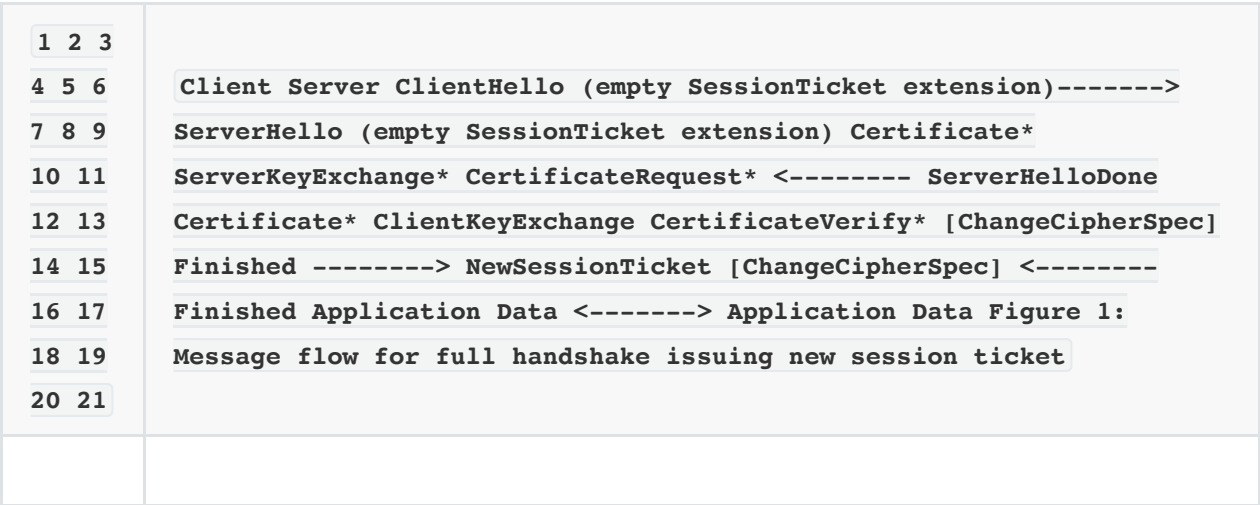 1 2 3
4 5 6 Client Server ClientHello (empty SessionTicket extension)------->
7 8 9 ServerHello (empty SessionTicket extension) Certificate*
10 11 ServerKeyExchange* CertificateRequest* <-------- ServerHelloDone
12 13 Certificate* ClientKeyExchange CertificateVerify* [ChangeCipherSpec]
14 15 Finished --------> NewSessionTicket [ChangeCipherSpec] <--------
16 17 Finished Application Data <-------> Application Data Figure 1:
18 19 Message flow for full handshake issuing new session ticket
20 21